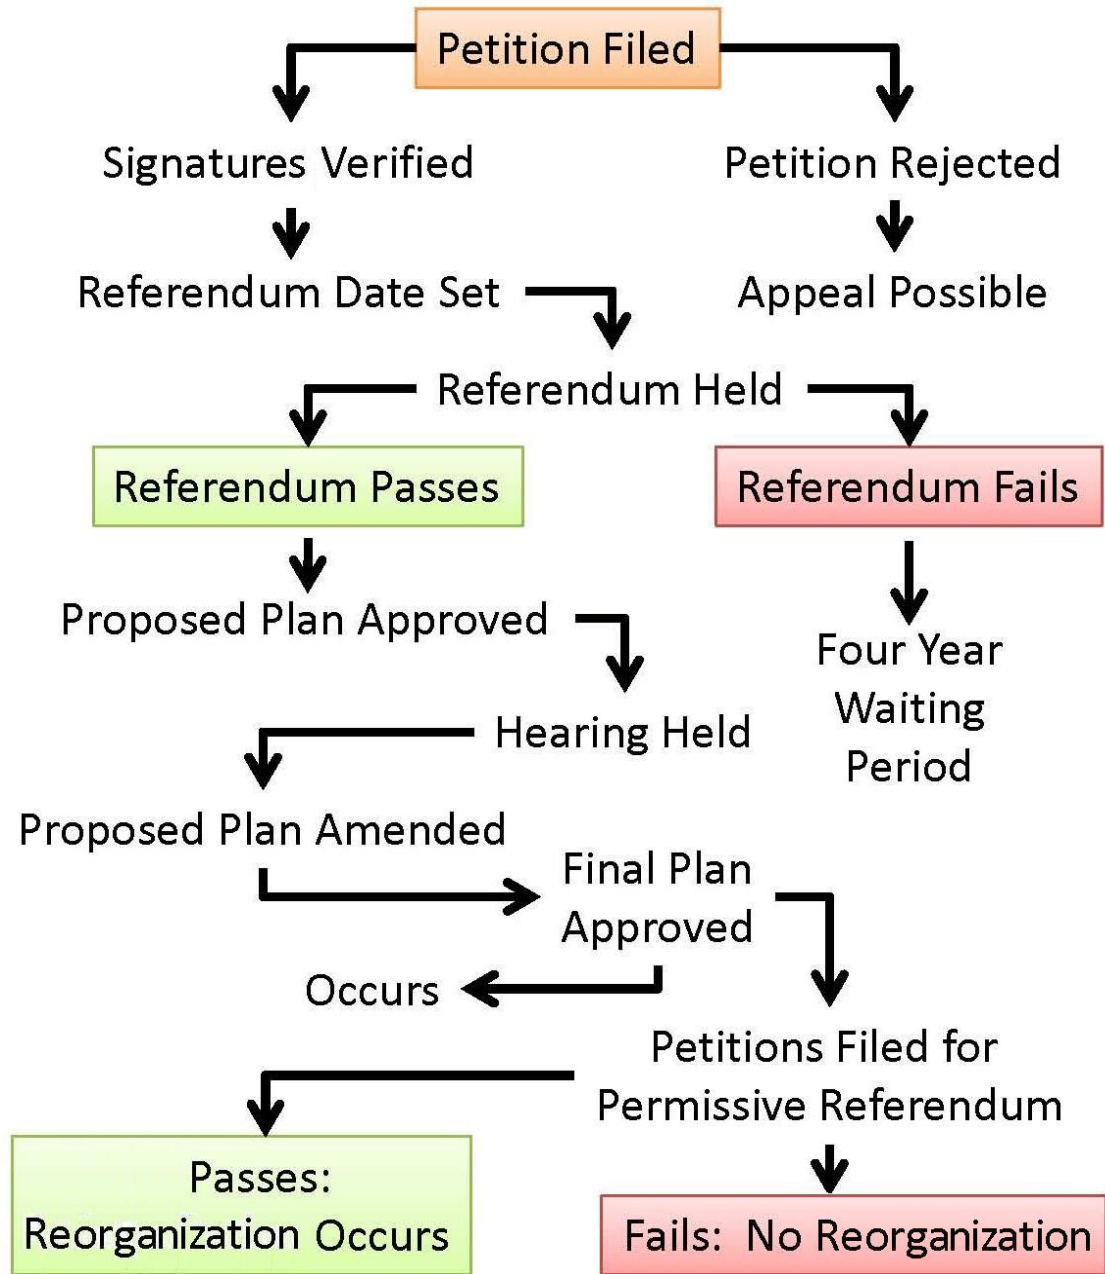 Petition Filed
Signatures Verified
Petition Rejected
Referendum Date Set
Appeal Possible
Referendum Held
Referendum Passes
Referendum Fails
Proposed Plan Approved
Four Year
Waiting
Period
Hearing Held
Proposed Plan Amended
Final Plan
Approved
Occurs
Petitions Filed for
Permissive Referendum
Passes:
Reorganization Occurs
Fails: No Reorganization